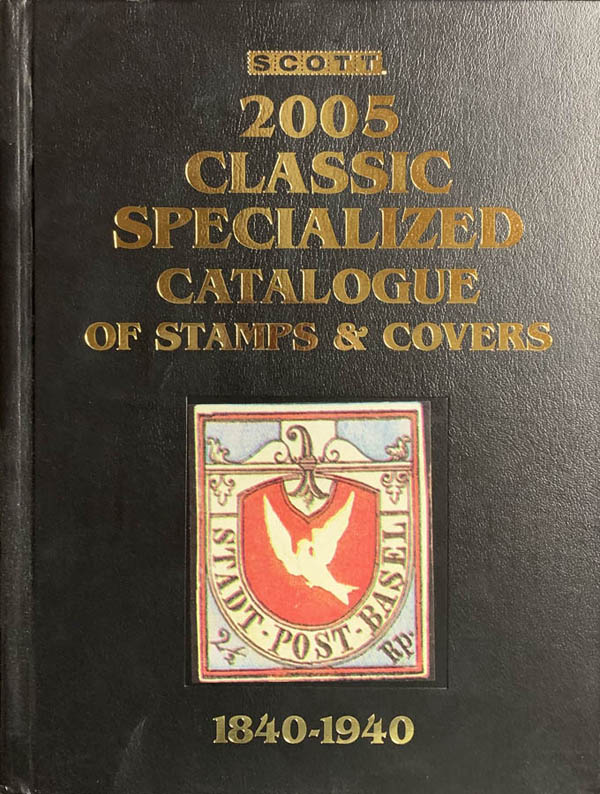 SCOTT
2005
CLASSIC
SPECIALIZED
CATALOGUE
OF STAMPS & COVERS
STADT-POST-BASEL
2½ Rp.
1840-1940